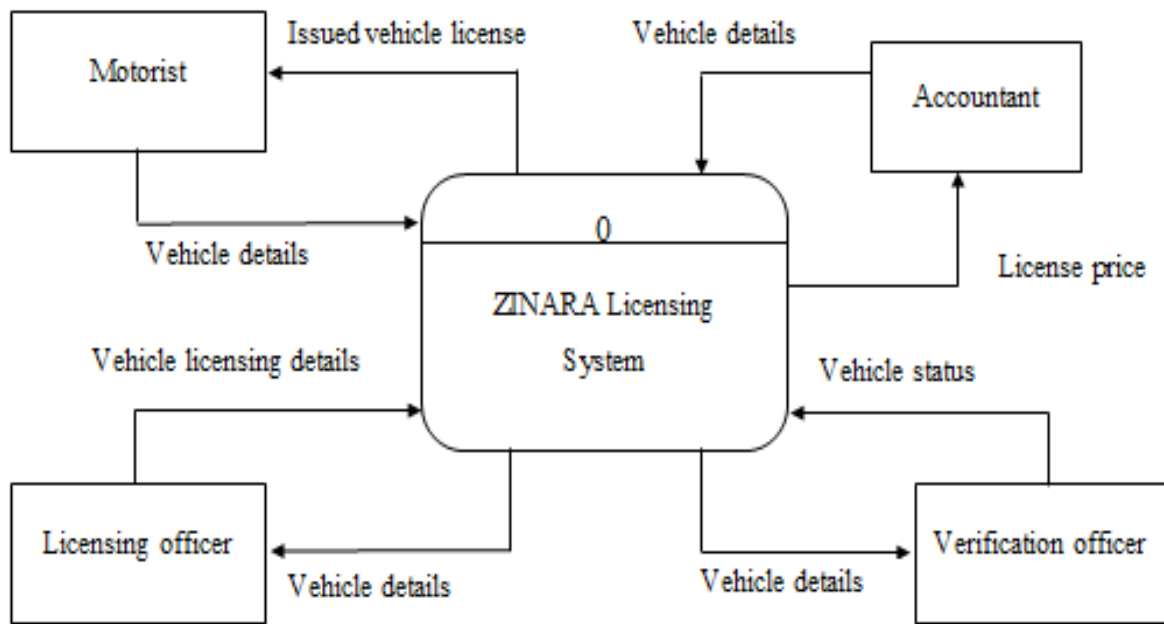 Issued vehicle license
Vehicle details
Motorist
Accountant
Vehicle details
0
License price
ZINARA Licensing
System
Vehicle licensing details
Vehicle status
Licensing officer
Verification officer
Vehicle details
Vehicle details